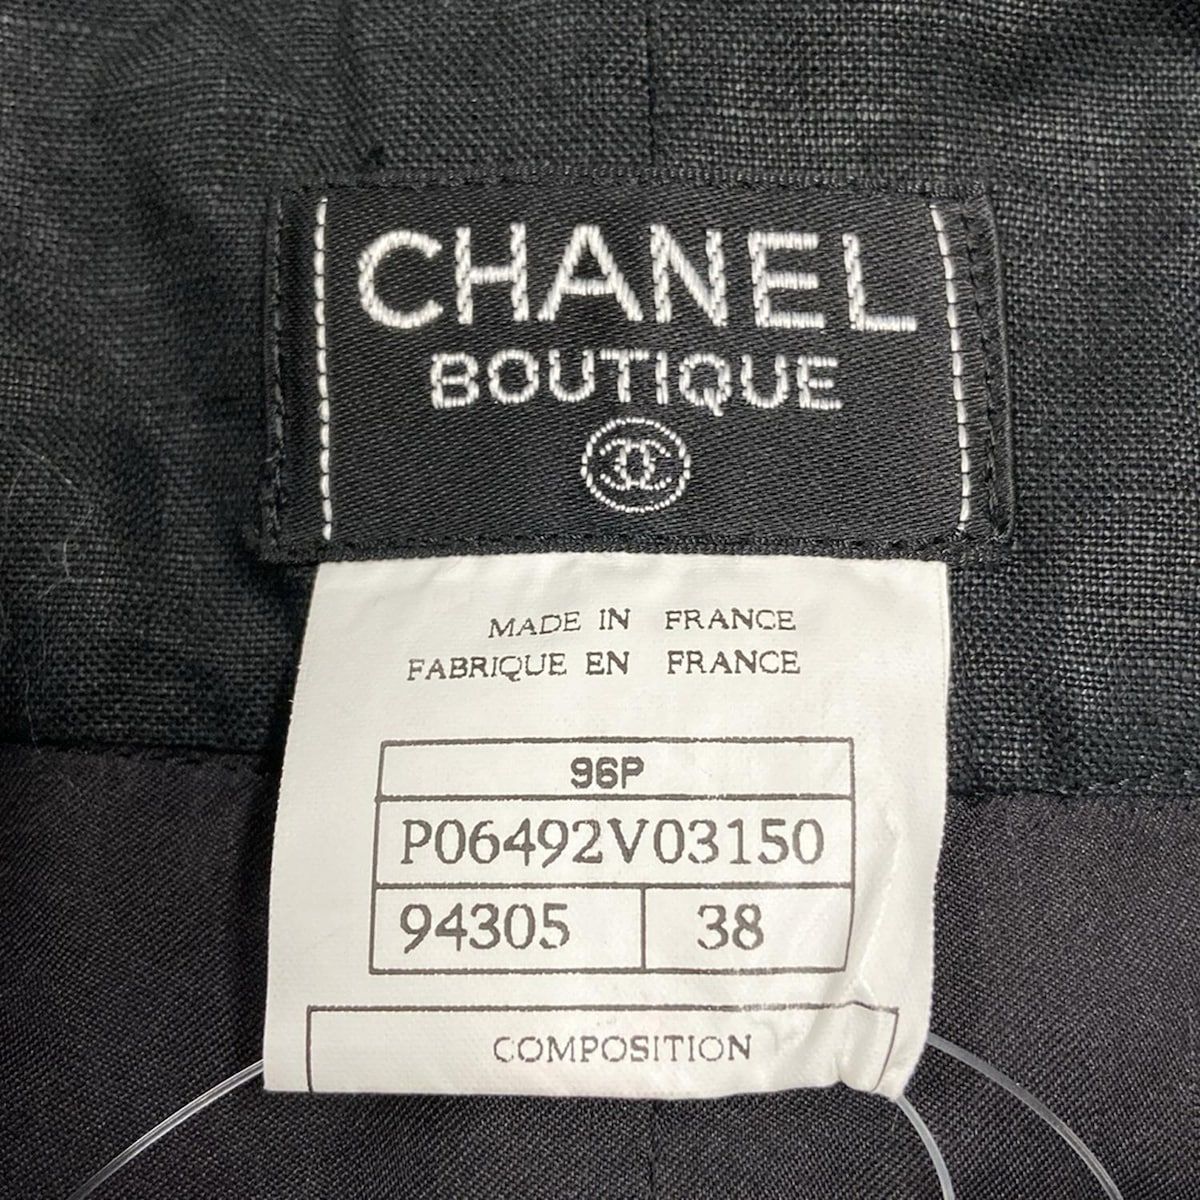 CHANEL
BOUTIQUE
MADE IN FRANCE
FABRIQUE EN FRANCE
96P
P06492V03150
94305 38
COMPOSITION